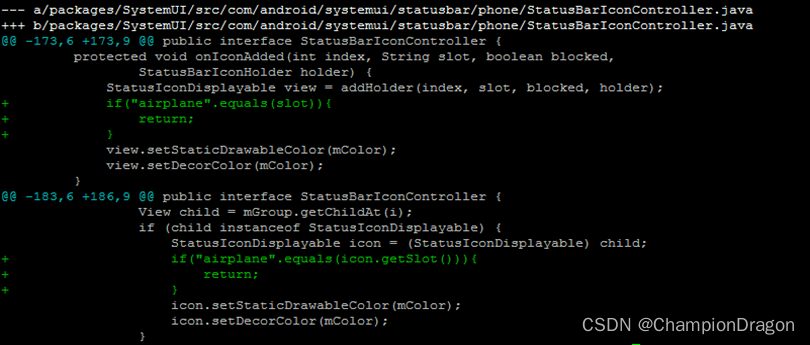 --- a/packages/SystemUI/src/com/android/systemui/statusbar/phone/StatusBarIconController.java
+++ b/packages/SystemUI/src/com/android/systemui/statusbar/phone/StatusBarIconController.java
@@ -173,6 +173,9 @@ public interface StatusBarIconController {
         protected void onIconAdded(int index, String slot, boolean blocked,
                 StatusBarIconHolder holder) {
             StatusIconDisplayable view = addHolder(index, slot, blocked, holder);
+            if("airplane".equals(slot)){
+                return;
+            }
             view.setStaticDrawableColor(mColor);
             view.setDecorColor(mColor);
         }
@@ -183,6 +186,9 @@ public interface StatusBarIconController {
                 View child = mGroup.getChildAt(i);
                 if (child instanceof StatusIconDisplayable) {
                     StatusIconDisplayable icon = (StatusIconDisplayable) child;
+                    if("airplane".equals(icon.getSlot())){
+                        return;
+                    }
                     icon.setStaticDrawableColor(mColor);
                     icon.setDecorColor(mColor);
                 }
CSDN @ChampionDragon